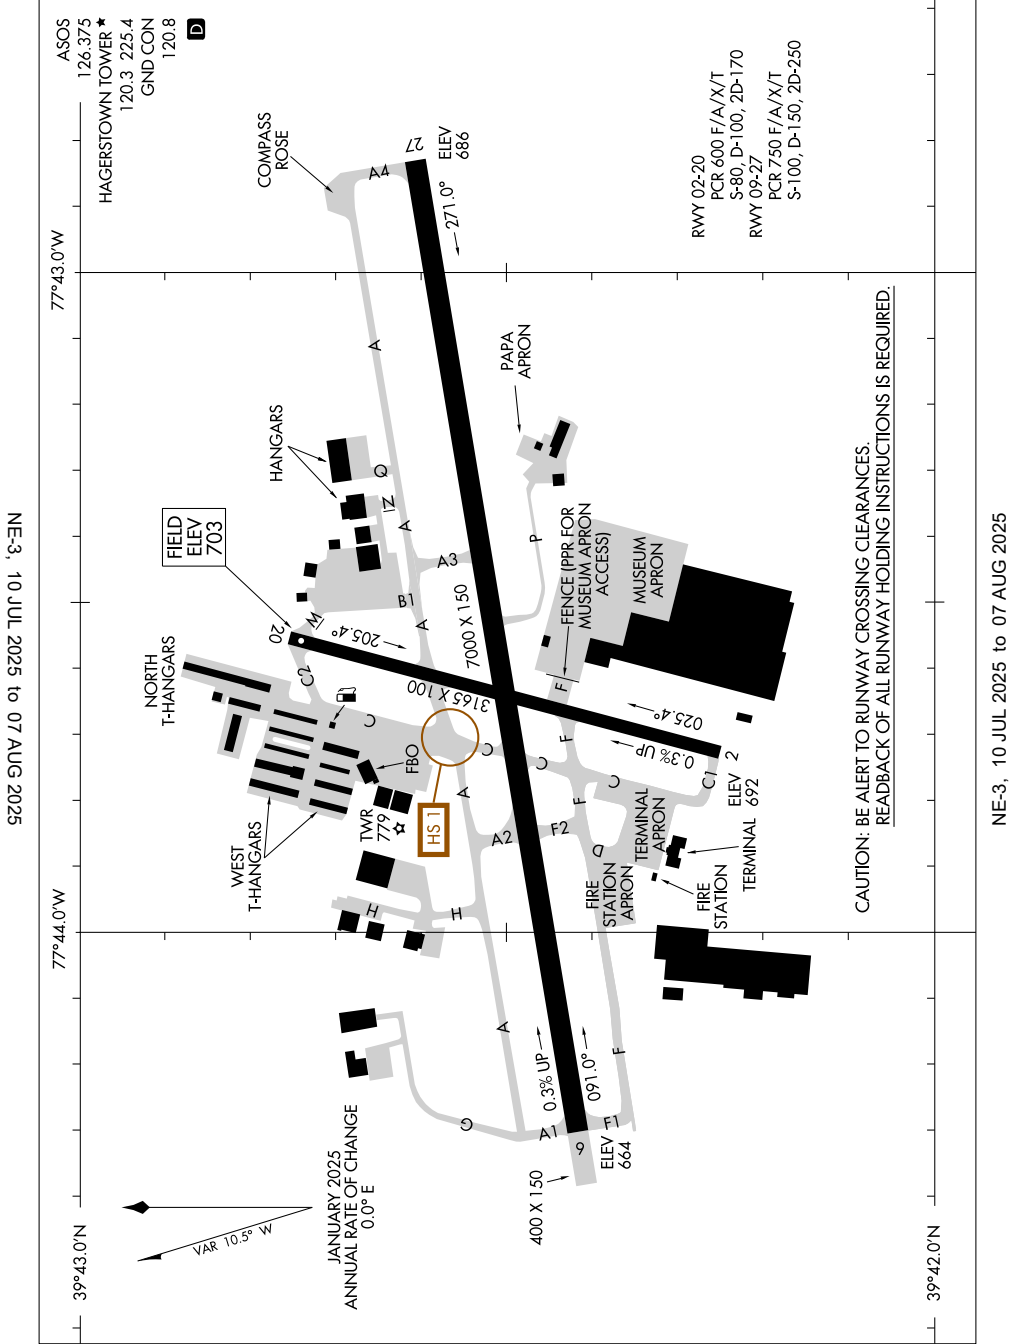 ASOS
126.375
HAGERSTOWN TOWER ★
120.3 225.4
GND CON
120.8
D
COMPASS
ROSE
A4
27
ELEV
686
271.0°
RWY 02-20
PCR 600 F/A/X/T
S-80, D-100, 2D-170
RWY 09-27
PCR 750 F/A/X/T
S-100, D-150, 2D-250
77°43.0'W
A
PAPA
APRON
HANGARS
Q
N
A
FIELD
ELEV
703
A3
P
FENCE (PPR FOR
MUSEUM APRON
ACCESS)
MUSEUM
APRON
B1
A
M
20
205.4°
7000 X 150
NORTH
T-HANGARS
C2
3165 X 100
F
C
C
F
C
025.4°
0.3% UP
2
FBO
HS 1
A
F
C
C1
ELEV
692
TWR
779
A2
F2
D
TERMINAL
APRON
WEST
T-HANGARS
FIRE
STATION
APRON
TERMINAL
FIRE
STATION
H
H
77°44.0'W
A
F
0.3% UP
091.0°
G
A1
F1
9
ELEV
664
400 X 150
JANUARY 2025
ANNUAL RATE OF CHANGE
0.0° E
VAR 10.5° W
39°43.0'N
39°42.0'N
CAUTION: BE ALERT TO RUNWAY CROSSING CLEARANCES.
READBACK OF ALL RUNWAY HOLDING INSTRUCTIONS IS REQUIRED.
NE-3, 10 JUL 2025 to 07 AUG 2025
NE-3, 10 JUL 2025 to 07 AUG 2025